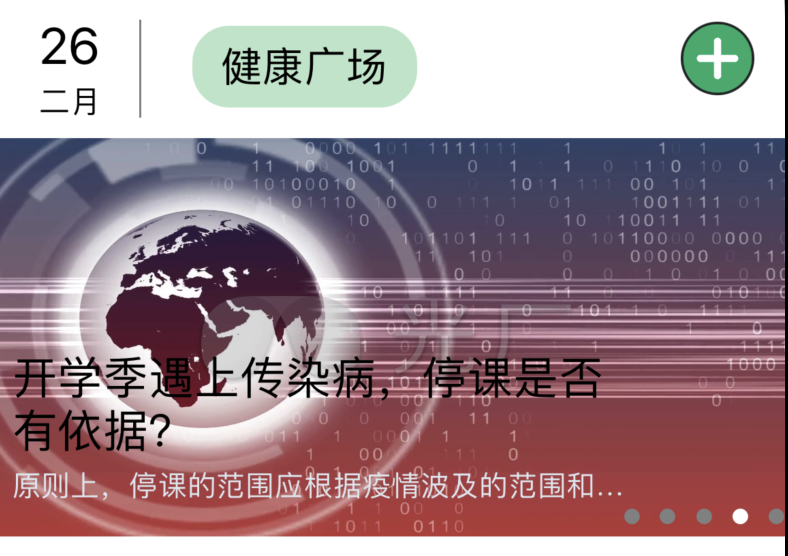 26
二月
健康广场
开学季遇上传染病，停课是否
有依据？
原则上，停课的范围应根据疫情波及的范围和...